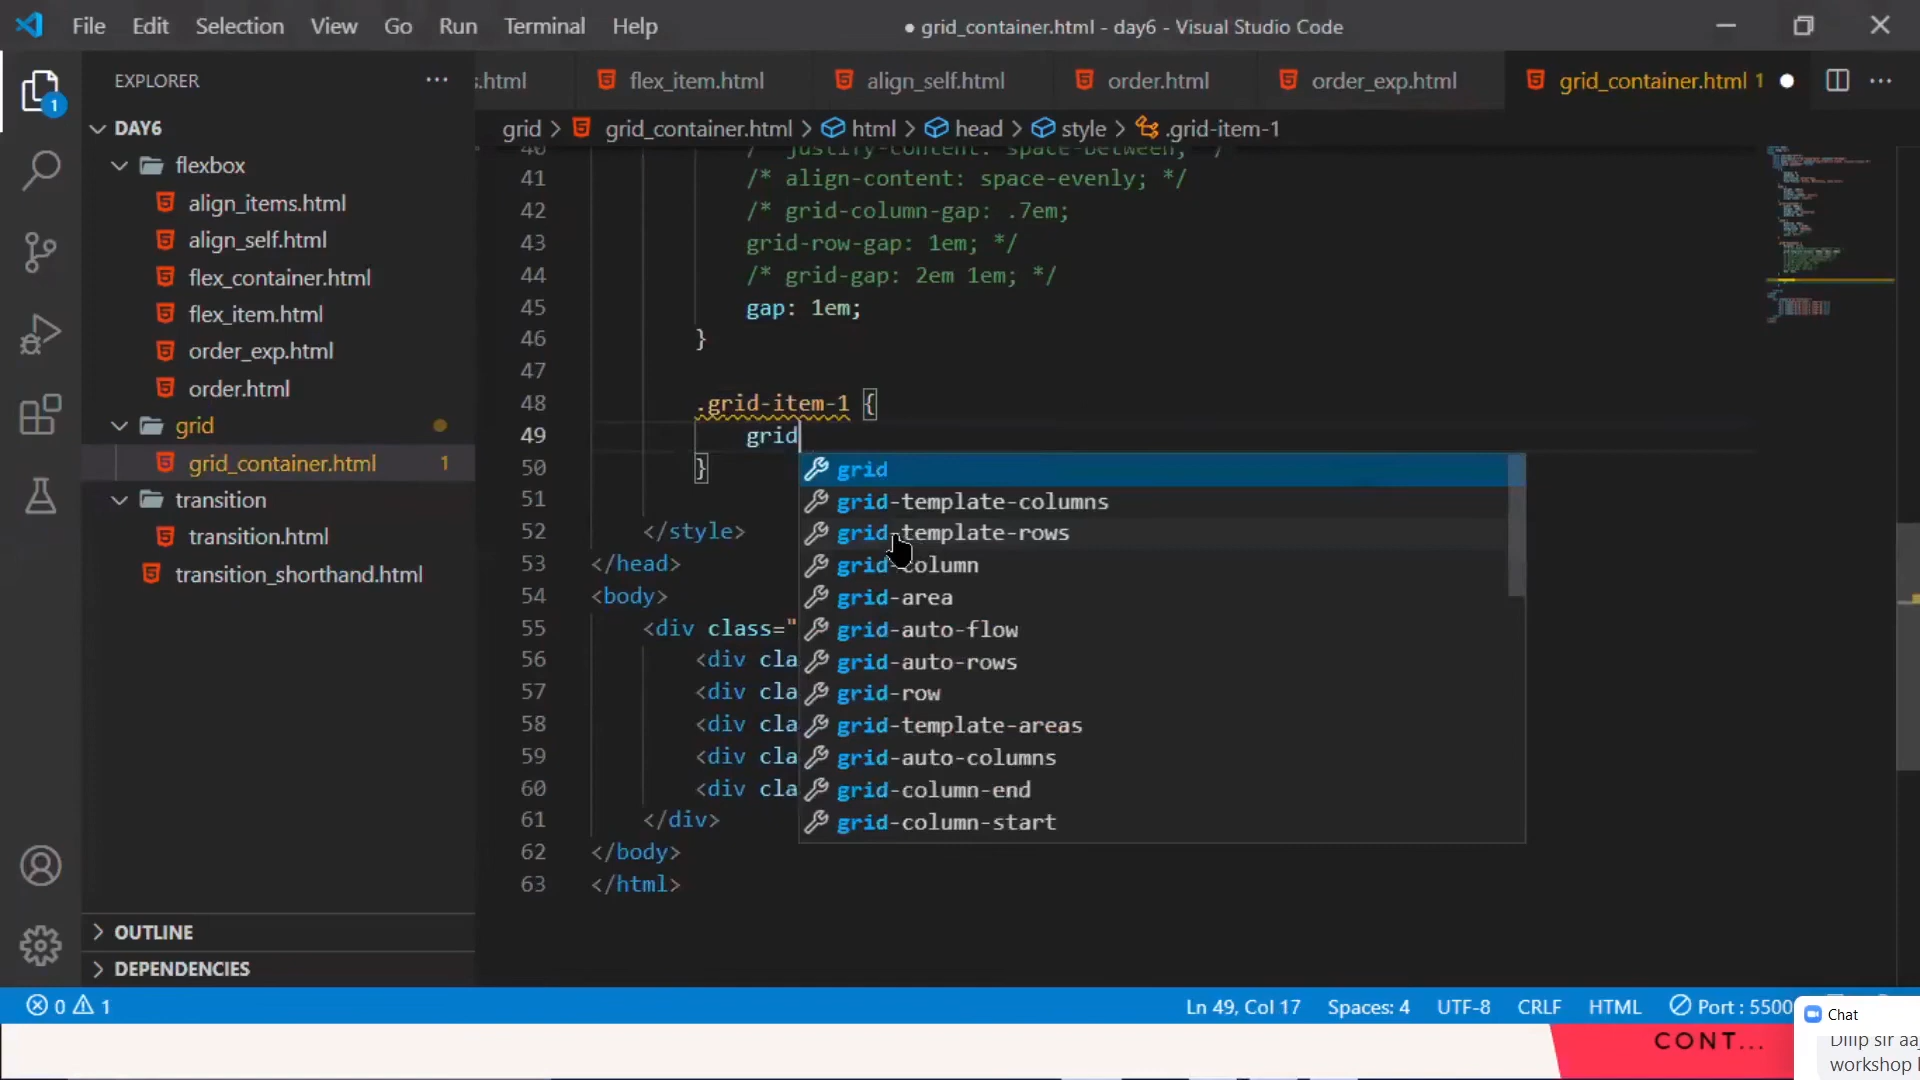 File Edit Selection View Go Run Terminal Help
● grid_container.html - day6 - Visual Studio Code
EXPLORER
s.html flex_item.html align_self.html order.html order_exp.html grid_container.html 1
grid > grid_container.html > html > head > style > .grid-item-1
DAY6
flexbox
align_items.html
align_self.html
flex_container.html
flex_item.html
order_exp.html
order.html
grid
grid_container.html 1
transition
transition.html
transition_shorthand.html
OUTLINE
DEPENDENCIES
40 /* justify-content: space-between; */
41 /* align-content: space-evenly; */
42 /* grid-column-gap: .7em;
43 grid-row-gap: 1em; */
44 /* grid-gap: 2em 1em; */
45 gap: 1em;
46 }
47
48 .grid-item-1 {
49 grid
50 }
51
52 </style>
53 </head>
54 <body>
55 <div class="
56 <div cla
57 <div cla
58 <div cla
59 <div cla
60 <div cla
61 </div>
62 </body>
63 </html>
grid
grid-template-columns
grid-template-rows
grid-column
grid-area
grid-auto-flow
grid-auto-rows
grid-row
grid-template-areas
grid-auto-columns
grid-column-end
grid-column-start
1
0 1
Ln 49, Col 17 Spaces: 4 UTF-8 CRLF HTML Port : 5500
Chat
Dilip sir aa
workshop
CONT...